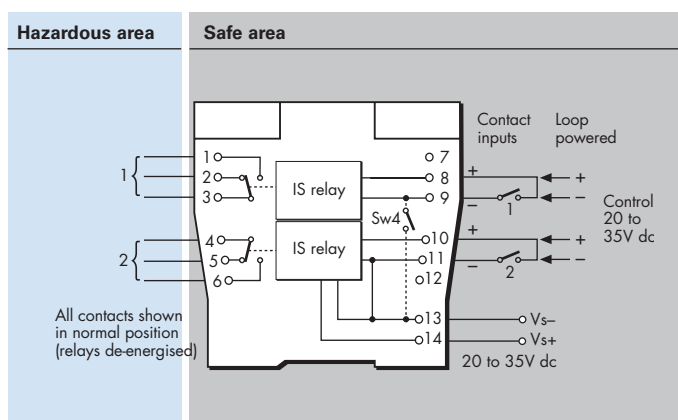 Hazardous area
Safe area
Contact inputs
Loop powered
1
1
2
3
IS relay
7
8
9
+
–
1
+
–
Control
20 to
35V dc
Sw4
2
4
5
6
IS relay
10
11
12
+
–
2
+
–
13
14
Vs–
Vs+
20 to 35V dc
All contacts shown
in normal position
(relays de-energised)